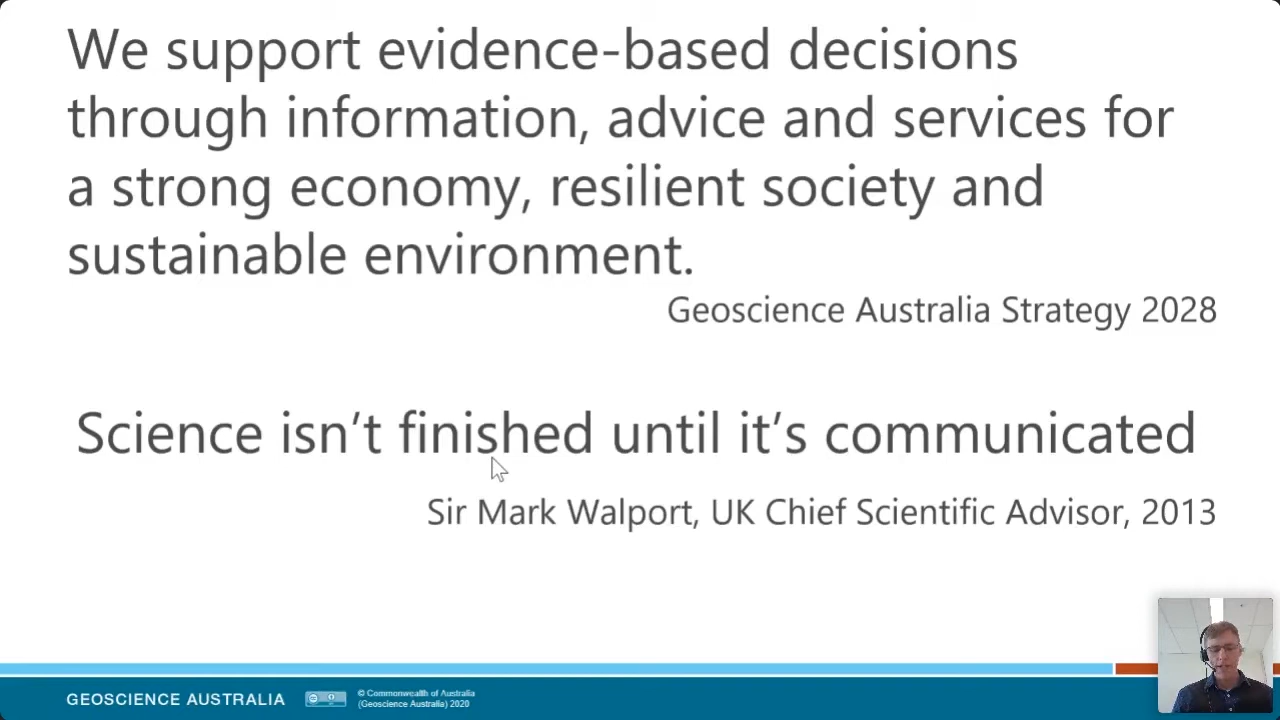 We support evidence-based decisions
through information, advice and services for
a strong economy, resilient society and
sustainable environment.
Geoscience Australia Strategy 2028
Science isn't finished until it's communicated
Sir Mark Walport, UK Chief Scientific Advisor, 2013
GEOSCIENCE AUSTRALIA
© Commonwealth of Australia
(Geoscience Australia) 2020